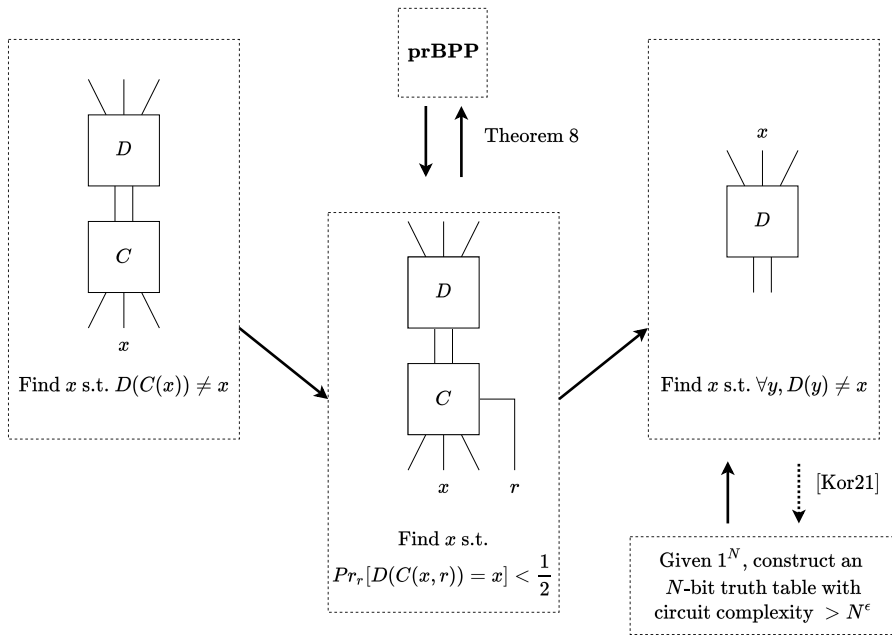 D
C
x
Find x s.t. D(C(x)) ≠ x
prBPP
Theorem 8
D
C
x r
Find x s.t.
Pr_r[D(C(x, r)) = x] < 1/2
x
D
Find x s.t. ∀y, D(y) ≠ x
[Kor21]
Given 1^N, construct an
N-bit truth table with
circuit complexity > N^ϵ